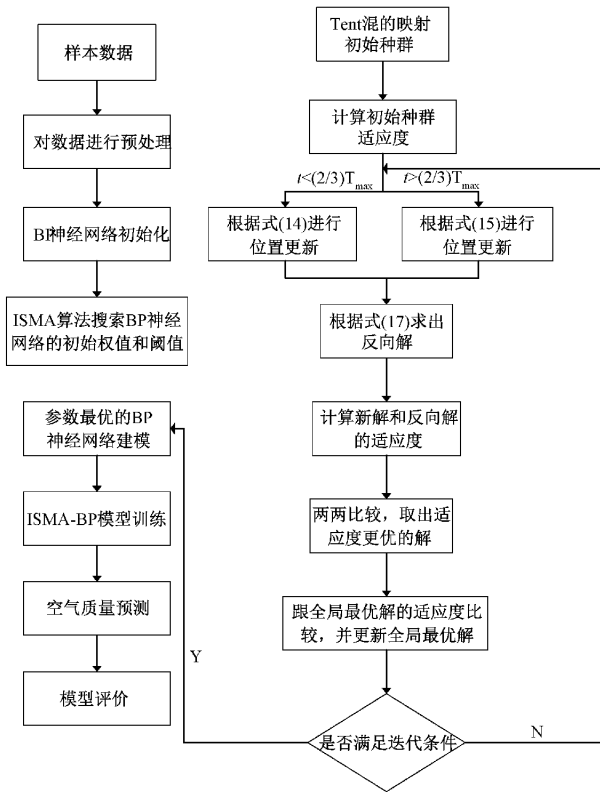 样本数据
对数据进行预处理
BP神经网络初始化
ISMA算法搜索BP神经
网络的初始权值和阈值
参数最优的BP
神经网络建模
ISMA-BP模型训练
空气质量预测
模型评价
Tent混的映射
初始种群
计算初始种群
适应度
t<(2/3)Tmax
t>(2/3)Tmax
根据式(14)进行
位置更新
根据式(15)进行
位置更新
根据式(17)求出
反向解
计算新解和反向解
的适应度
两两比较，取出适
应度更优的解
跟全局最优解的适应度比
较，并更新全局最优解
是否满足迭代条件
Y
N